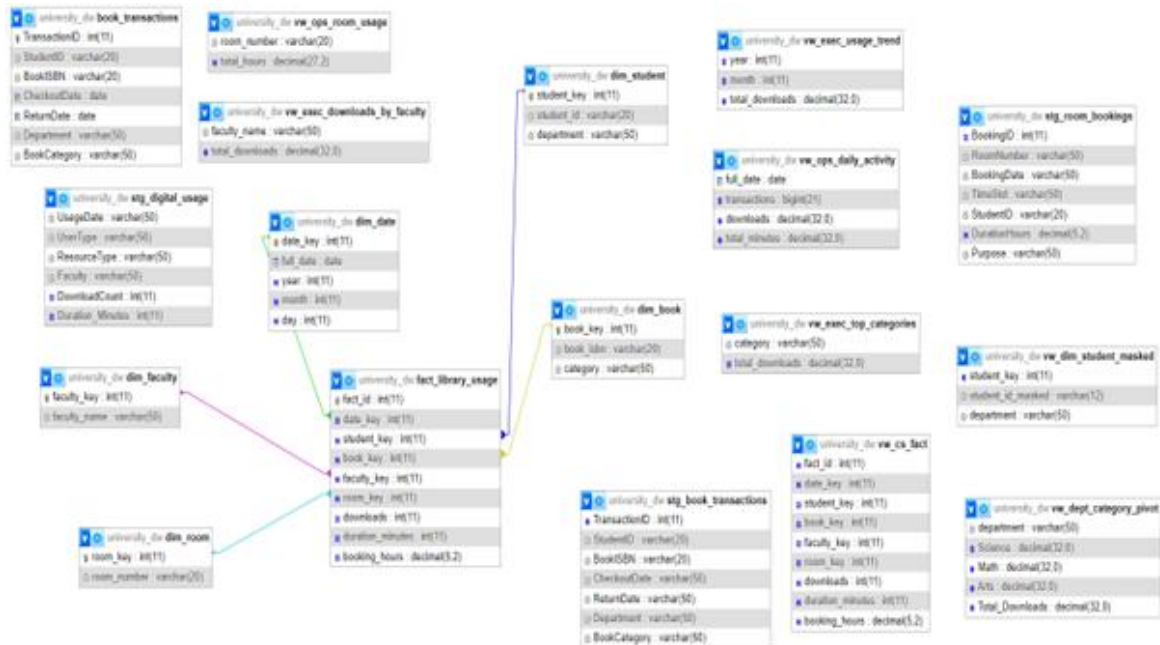 university_dw book_transactions
TransactionID : int(11)
StudentID : varchar(20)
BookISBN : varchar(20)
CheckoutDate : date
ReturnDate : date
Department : varchar(50)
BookCategory : varchar(50)
university_dw vw_ops_room_usage
room_number : varchar(20)
total_hours : decimal(27,2)
university_dw vw_exec_downloads_by_faculty
faculty_name : varchar(50)
total_downloads : decimal(32,0)
university_dw dim_student
student_key : int(11)
student_id : varchar(20)
department : varchar(50)
university_dw vw_exec_usage_trend
year : int(11)
month : int(11)
total_downloads : decimal(32,0)
university_dw stg_room_bookings
BookingID : int(11)
RoomNumber : varchar(50)
BookingDate : varchar(50)
TimeSlot : varchar(50)
StudentID : varchar(20)
DurationHours : decimal(5,2)
Purpose : varchar(50)
university_dw vw_ops_daily_activity
full_date : date
transactions : bigint(21)
downloads : decimal(32,0)
total_minutes : decimal(32,0)
university_dw stg_digital_usage
UsageDate : varchar(50)
UserType : varchar(50)
ResourceType : varchar(50)
Faculty : varchar(50)
DownloadCount : int(11)
Duration_Minutes : int(11)
university_dw dim_date
date_key : int(11)
full_date : date
year : int(11)
month : int(11)
day : int(11)
university_dw dim_book
book_key : int(11)
book_isbn : varchar(20)
category : varchar(50)
university_dw vw_exec_top_categories
category : varchar(50)
total_downloads : decimal(32,0)
university_dw vw_dim_student_masked
student_key : int(11)
student_id_masked : varchar(12)
department : varchar(50)
university_dw dim_faculty
faculty_key : int(11)
faculty_name : varchar(50)
university_dw fact_library_usage
fact_id : int(11)
date_key : int(11)
student_key : int(11)
book_key : int(11)
faculty_key : int(11)
room_key : int(11)
downloads : int(11)
duration_minutes : int(11)
booking_hours : decimal(5,2)
university_dw dim_room
room_key : int(11)
room_number : varchar(20)
university_dw stg_book_transactions
TransactionID : int(11)
StudentID : varchar(20)
BookISBN : varchar(20)
CheckoutDate : varchar(50)
ReturnDate : varchar(50)
Department : varchar(50)
BookCategory : varchar(50)
university_dw vw_cs_fact
fact_id : int(11)
date_key : int(11)
student_key : int(11)
book_key : int(11)
faculty_key : int(11)
room_key : int(11)
downloads : int(11)
duration_minutes : int(11)
booking_hours : decimal(5,2)
university_dw vw_dept_category_pivot
department : varchar(50)
Science : decimal(32,0)
Math : decimal(32,0)
Arts : decimal(32,0)
Total_Downloads : decimal(32,0)